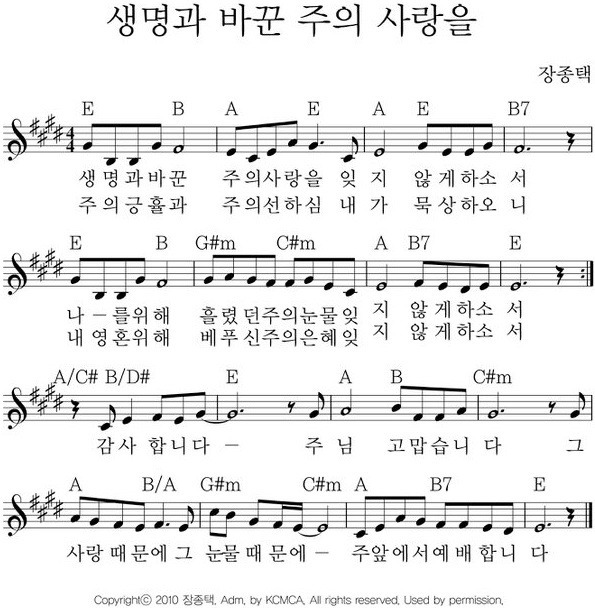 생명과 바꾼 주의 사랑을
장종택
E B A E A E B7
생명과바꾼 주의사랑을 잊 지 않게하소 서
주의긍휼과 주의선하심 내 가 묵상하오 니
E B G#m C#m A B7 E
나－를위해 흘렸던주의눈물잊 지 않게하소 서
내영혼위해 베푸신주의은혜잊 지 않게하소 서
A/C# B/D# E A B C#m
감사 합니다－ 주 님 고맙습니 다 그
A B/A G#m C#m A B7 E
사랑 때문에 그 눈물 때문에－ 주앞에서예배합니 다
Copyrightⓒ 2010 장종택, Adm. by KCMCA, All rights reserved. Used by permission.